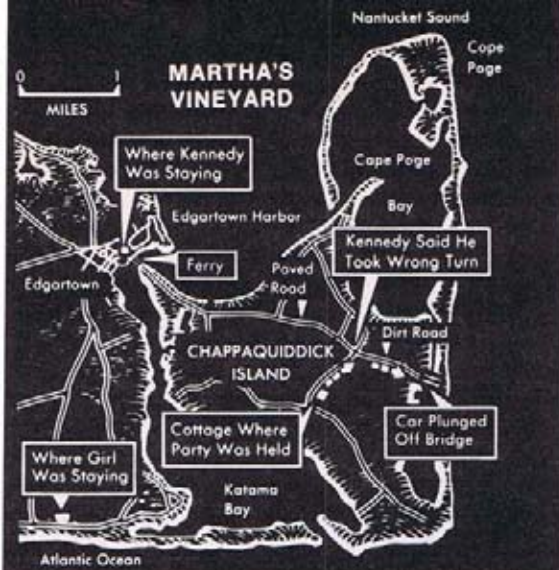 Nantucket Sound
Cape
Poge
0 1
MILES
MARTHA'S
VINEYARD
Where Kennedy
Was Staying
Cape Poge
Bay
Edgartown Harbor
Kennedy Said He
Took Wrong Turn
Ferry
Paved
Road
Edgartown
Dirt Road
CHAPPAQUIDDICK
ISLAND
Cottage Where
Party Was Held
Car Plunged
Off Bridge
Where Girl
Was Staying
Katama
Bay
Atlantic Ocean